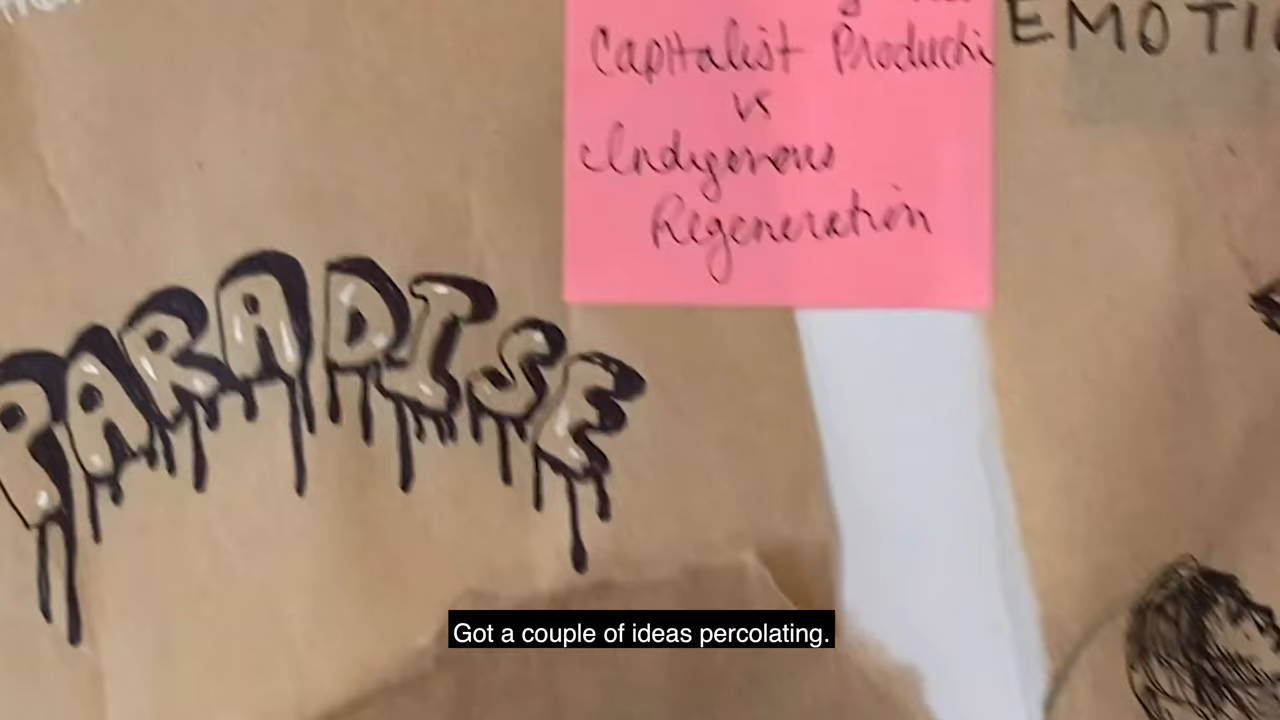 Capitalist Producti
vs
Indigenous
Regeneration
EMOTI
PARADISE
Got a couple of ideas percolating.